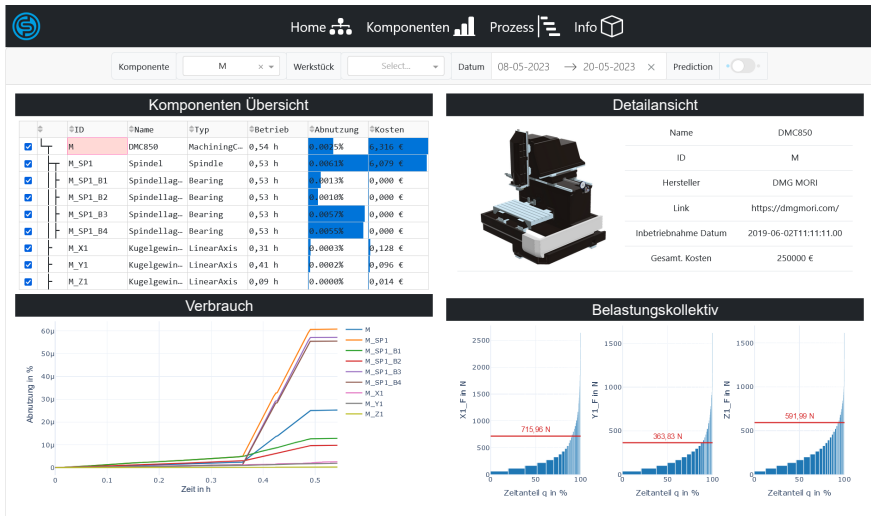 Home Komponenten Prozess Info
Komponente M × Werkstück Select... Datum 08-05-2023 → 20-05-2023 × Prediction
Komponenten Übersicht
ID Name Typ Betrieb Abnutzung Kosten
M DMC850 MachiningC… 0,54 h 0.0025% 6,316 €
M_SP1 Spindel Spindle 0,53 h 0.0061% 6,079 €
M_SP1_B1 Spindellag… Bearing 0,53 h 0.0013% 0,000 €
M_SP1_B2 Spindellag… Bearing 0,53 h 0.0010% 0,000 €
M_SP1_B3 Spindellag… Bearing 0,53 h 0.0057% 0,000 €
M_SP1_B4 Spindellag… Bearing 0,53 h 0.0055% 0,000 €
M_X1 Kugelgewin… LinearAxis 0,31 h 0.0003% 0,128 €
M_Y1 Kugelgewin… LinearAxis 0,41 h 0.0002% 0,096 €
M_Z1 Kugelgewin… LinearAxis 0,09 h 0.0000% 0,014 €
Detailansicht
Name DMC850
ID M
Hersteller DMG MORI
Link https://dmgmori.com/
Inbetriebnahme Datum 2019-06-02T11:11:11.00
Gesamt. Kosten 250000 €
Verbrauch
Abnutzung in %
60µ
50µ
40µ
30µ
20µ
10µ
0
0 0.1 0.2 0.3 0.4 0.5
Zeit in h
M
M_SP1
M_SP1_B1
M_SP1_B2
M_SP1_B3
M_SP1_B4
M_X1
M_Y1
M_Z1
Belastungskollektiv
X1_F in N
2500
2000
1500
1000
500
0
715,96 N
0 50 100
Zeitanteil q in %
Y1_F in N
1500
1000
500
0
363,83 N
0 50 100
Zeitanteil q in %
Z1_F in N
1500
1000
500
0
591,99 N
0 50 100
Zeitanteil q in %